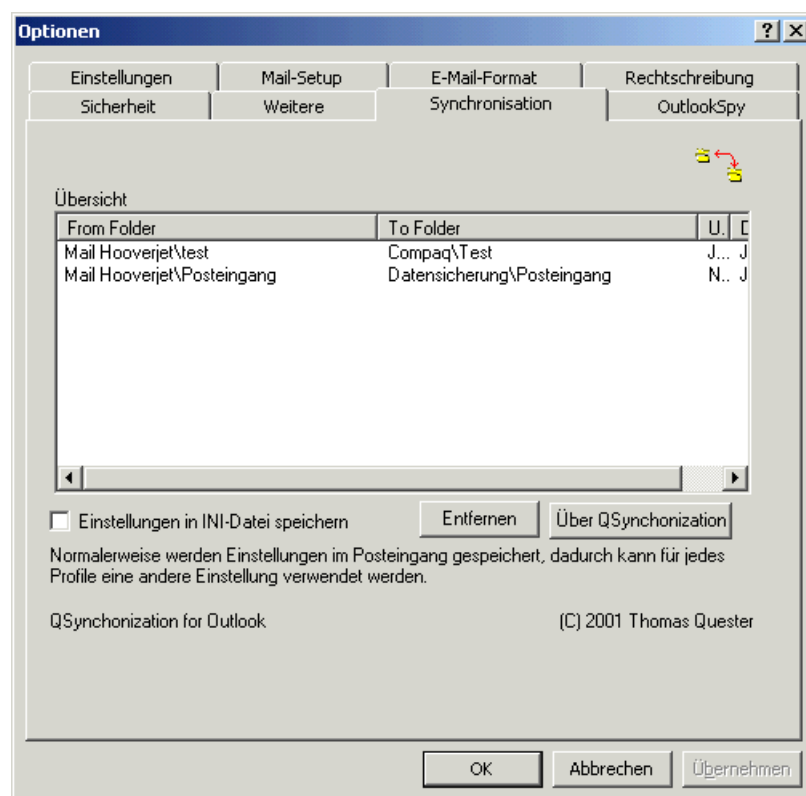 Optionen
Einstellungen Mail-Setup E-Mail-Format Rechtschreibung
Sicherheit Weitere Synchronisation OutlookSpy
Übersicht
From Folder To Folder U. D
Mail Hooverjet\test Compaq\Test J... J
Mail Hooverjet\Posteingang Datensicherung\Posteingang N.. J
Einstellungen in INI-Datei speichern Entfernen Über QSynchonization
Normalerweise werden Einstellungen im Posteingang gespeichert, dadurch kann für jedes
Profile eine andere Einstellung verwendet werden.
QSynchonization for Outlook (C) 2001 Thomas Quester
OK Abbrechen Übernehmen